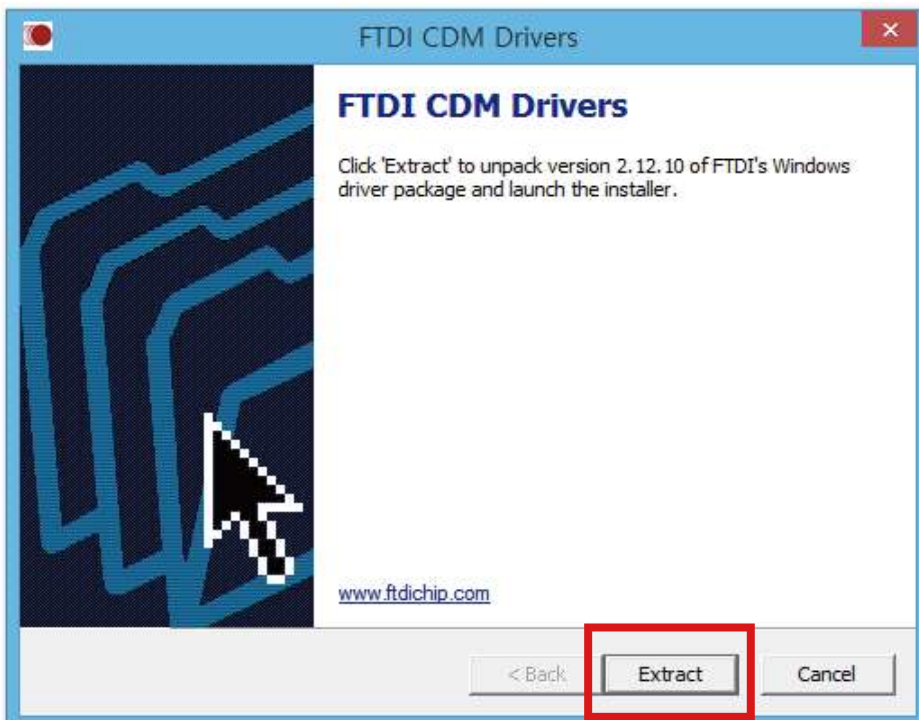 FTDI CDM Drivers
FTDI CDM Drivers
Click 'Extract' to unpack version 2.12.10 of FTDI's Windows
driver package and launch the installer.
www.ftdichip.com
< Back
Extract
Cancel